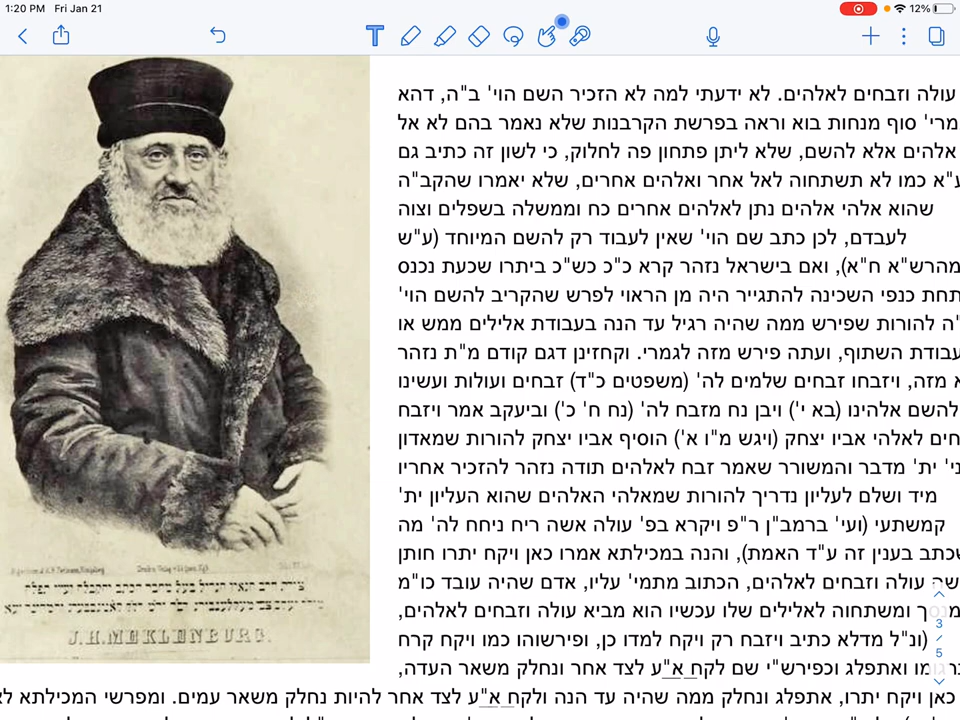 1:20 PM Fri Jan 21
12%
עולה וזבחים לאלהים. לא ידעתי למה לא הזכיר השם הוי' ב"ה, דהא
מרי' סוף מנחות בוא וראה בפרשת הקרבנות שלא נאמר בהם לא אל
אלהים אלא להשם, שלא ליתן פתחון פה לחלוק, כי לשון זה כתיב גם
ע"א כמו לא תשתחוה לאל אחר ואלהים אחרים, שלא יאמרו שהקב"ה
שהוא אלהי אלהים נתן לאלהים אחרים כח וממשלה בשפלים וצוה
לעבדם, לכן כתב שם הוי' שאין לעבוד רק להשם המיוחד (ע"ש
מהרש"א ח"א), ואם בישראל נזהר קרא כ"כ כש"כ ביתרו שכעת נכנס
תחת כנפי השכינה להתגייר היה מן הראוי לפרש שהקריב להשם הוי'
"ה להורות שפירש ממה שהיה רגיל עד הנה בעבודת אלילים ממש או
עבודת השתוף, ועתה פירש מזה לגמרי. וקחזינן דגם קודם מ"ת נזהר
א מזה, ויזבחו זבחים שלמים לה' (משפטים כ"ד) זבחים ועולות ועשינו
להשם אלהינו (בא י') ויבן נח מזבח לה' (נח ח' כ') וביעקב אמר ויזבח
חים לאלהי אביו יצחק (ויגש מ"ו א') הוסיף אביו יצחק להורות שמאדון
ני' ית' מדבר והמשורר שאמר זבח לאלהים תודה נזהר להזכיר אחריו
מיד ושלם לעליון נדריך להורות שמאלהי האלהים שהוא העליון ית'
קמשתעי (ועי' ברמב"ן ר"פ ויקרא בפ' עולה אשה ריח ניחח לה' מה
שכתב בענין זה ע"ד האמת), והנה במכילתא אמרו כאן ויקח יתרו חותן
שה עולה וזבחים לאלהים, הכתוב מתמי' עליו, אדם שהיה עובד כו"מ
ומשתחוה לאלילים שלו עכשיו הוא מביא עולה וזבחים לאלהים,
(ונ"ל מדלא כתיב ויזבח רק ויקח למדו כן, ופירשוהו כמו ויקח קרח
ואתפלג וכפירש"י שם לקח א"ע לצד אחר ונחלק משאר העדה,
כאן ויקח יתרו, אתפלג ונחלק ממה שהיה עד הנה ולקח א"ע לצד אחר להיות נחלק משאר עמים. ומפרשי המכילתא לא
3
/
5
J.H.MEKLENBURG.